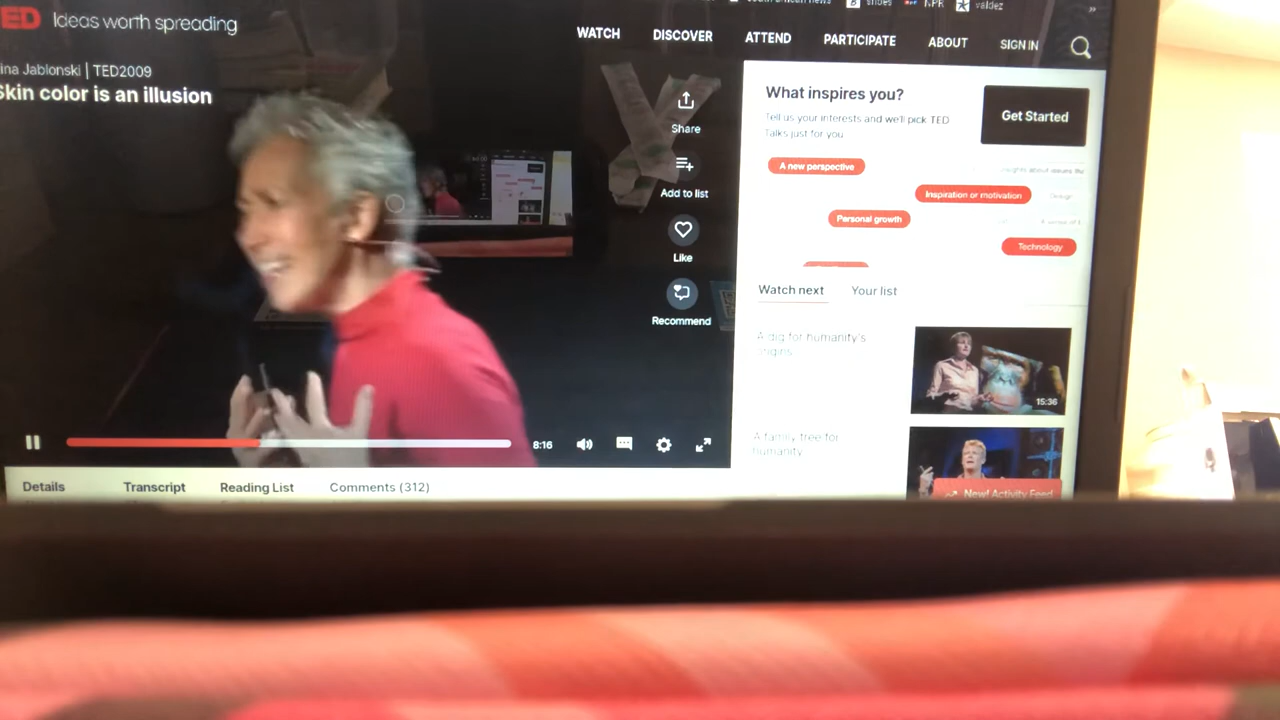 NPR
valdez
TED Ideas worth spreading
WATCH
DISCOVER
ATTEND
PARTICIPATE
ABOUT
SIGN IN
ina Jablonski | TED2009
Skin color is an illusion
Share
Add to list
Like
Recommend
What inspires you?
Tell us your interests and we'll pick TED
Talks just for you
Get Started
A new perspective
Inspiration or motivation
Design
Personal growth
Technology
Watch next
Your list
A dig for humanity's
origins
15:36
A family tree for
humanity
New! Activity Feed
8:16
Details
Transcript
Reading List
Comments (312)